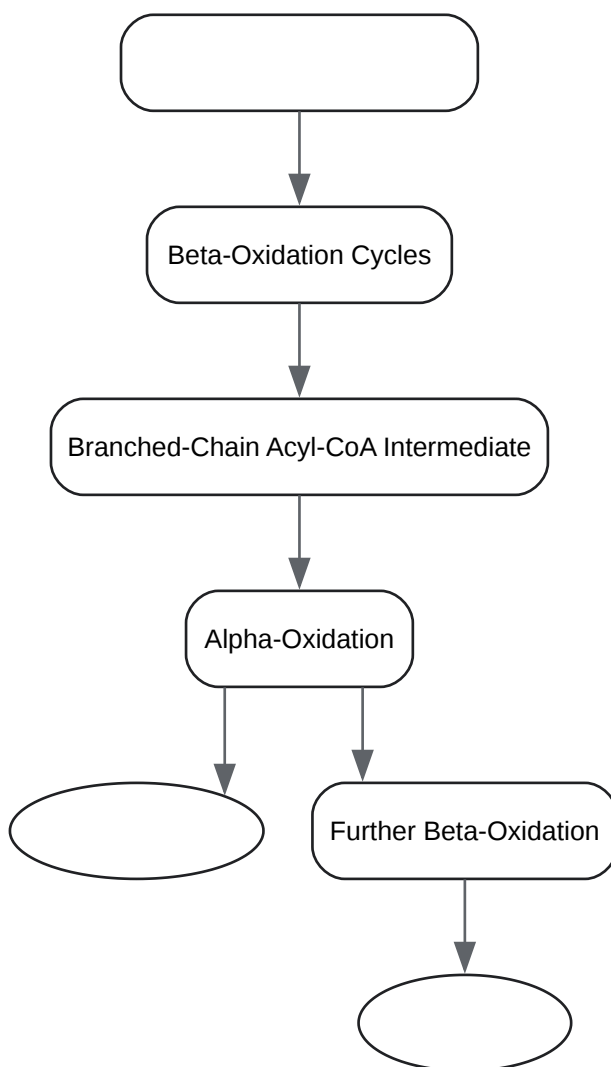 Beta-Oxidation Cycles
Branched-Chain Acyl-CoA Intermediate
Alpha-Oxidation
Further Beta-Oxidation